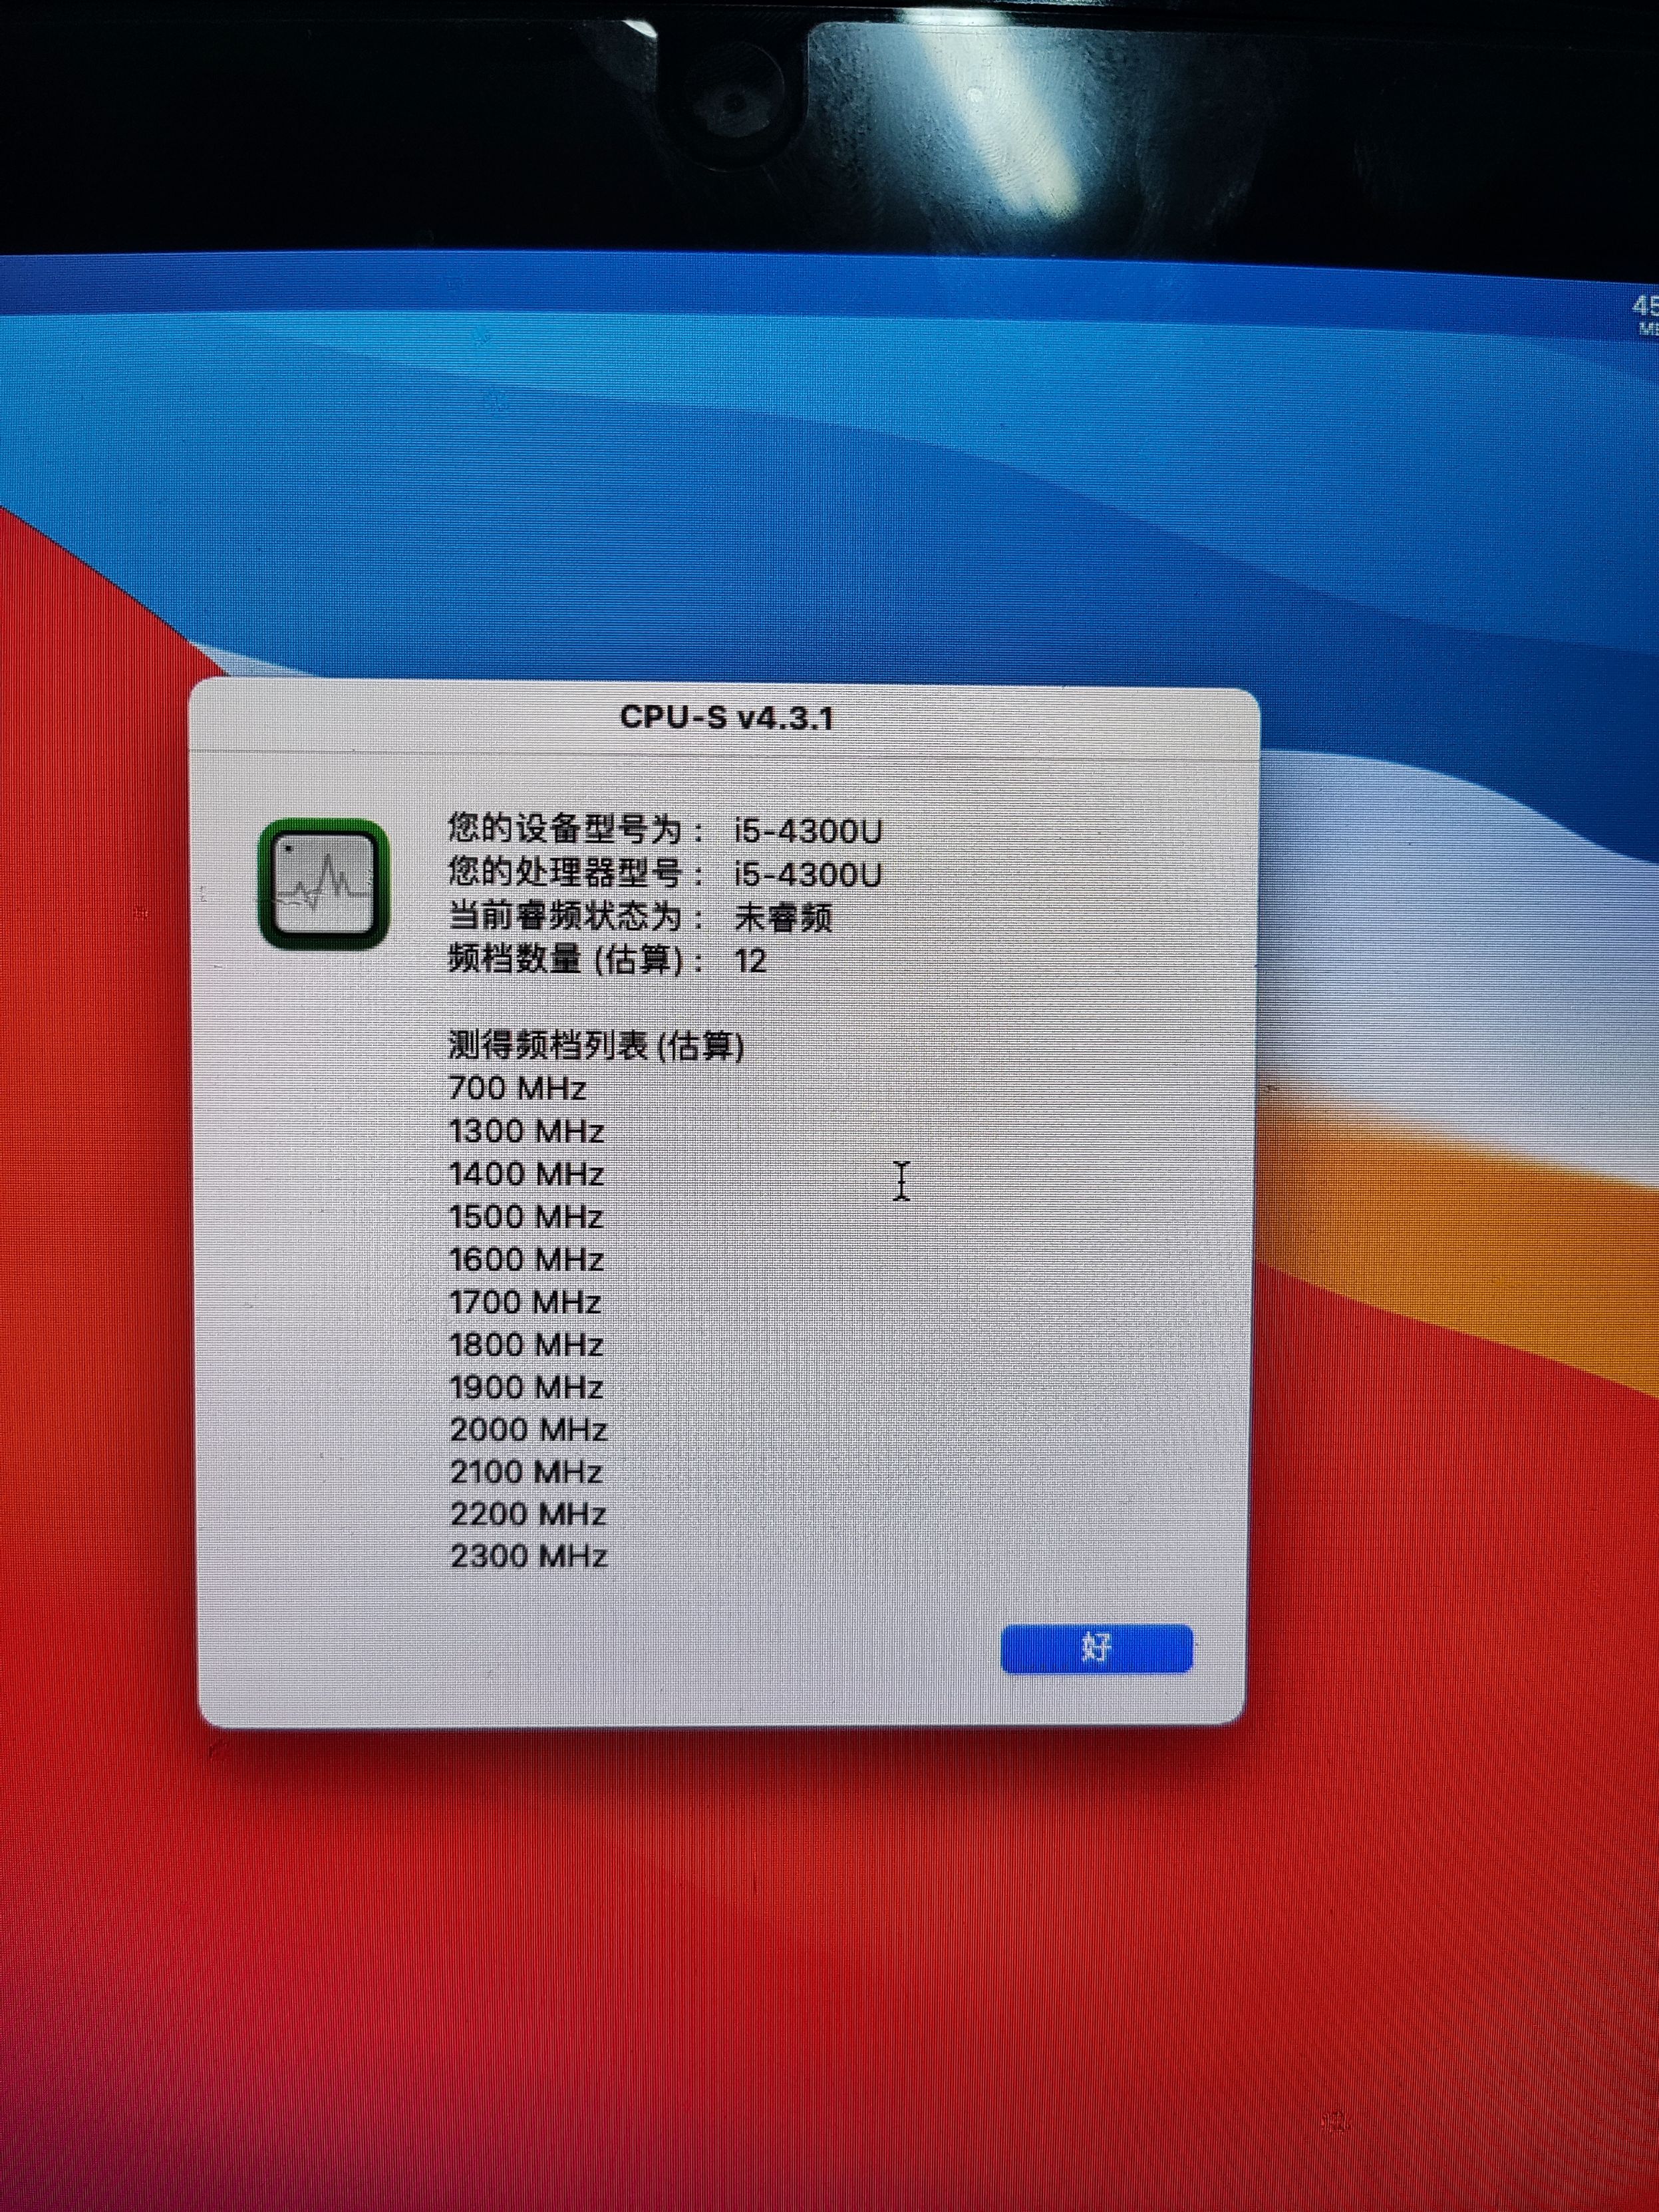 45
CPU-S v4.3.1
您的设备型号为： i5-4300U
您的处理器型号： i5-4300U
当前睿频状态为： 未睿频
频档数量 (估算)： 12
测得频档列表 (估算)
700 MHz
1300 MHz
1400 MHz
1500 MHz
1600 MHz
1700 MHz
1800 MHz
1900 MHz
2000 MHz
2100 MHz
2200 MHz
2300 MHz
好